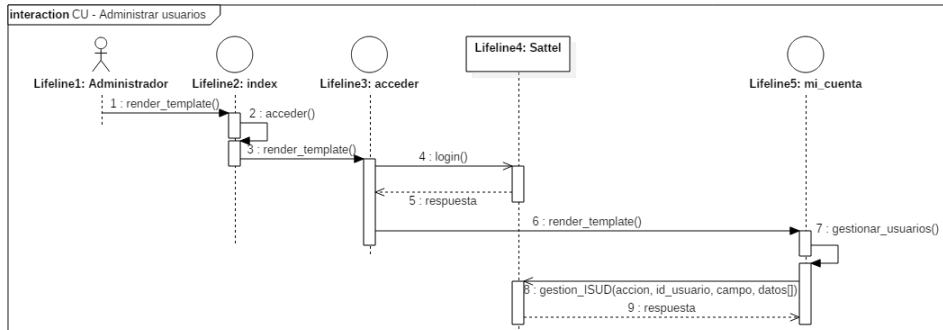 interaction CU - Administrar usuarios
Lifeline1: Administrador
Lifeline2: index
Lifeline3: acceder
Lifeline4: Sattel
Lifeline5: mi_cuenta
1 : render_template()
2 : acceder()
3 : render_template()
4 : login()
5 : respuesta
6 : render_template()
7 : gestionar_usuarios()
8 : gestion_ISUD(accion, id_usuario, campo, datos[])
9 : respuesta